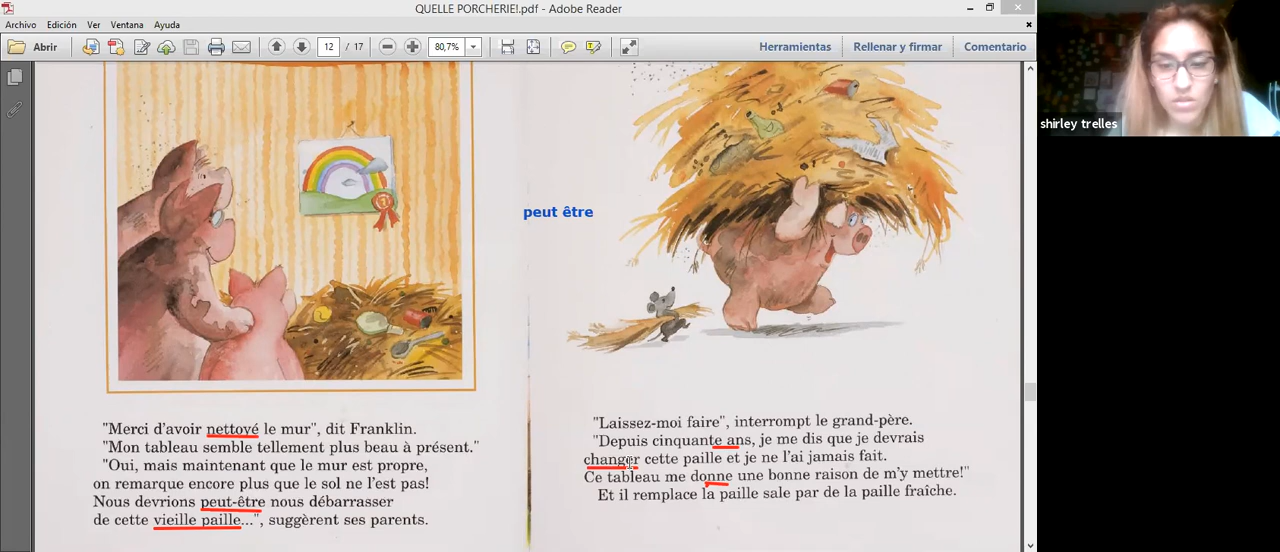 QUELLE PORCHERIE!.pdf - Adobe Reader
Archivo Edición Ver Ventana Ayuda
Abrir 12 / 17 80,7% Herramientas Rellenar y firmar Comentario
shirley trelles
peut être
"Merci d'avoir nettoyé le mur", dit Franklin.
"Mon tableau semble tellement plus beau à présent."
"Oui, mais maintenant que le mur est propre,
on remarque encore plus que le sol ne l'est pas!
Nous devrions peut-être nous débarrasser
de cette vieille paille...", suggèrent ses parents.
"Laissez-moi faire", interrompt le grand-père.
"Depuis cinquante ans, je me dis que je devrais
changer cette paille et je ne l'ai jamais fait.
Ce tableau me donne une bonne raison de m'y mettre!"
Et il remplace la paille sale par de la paille fraîche.